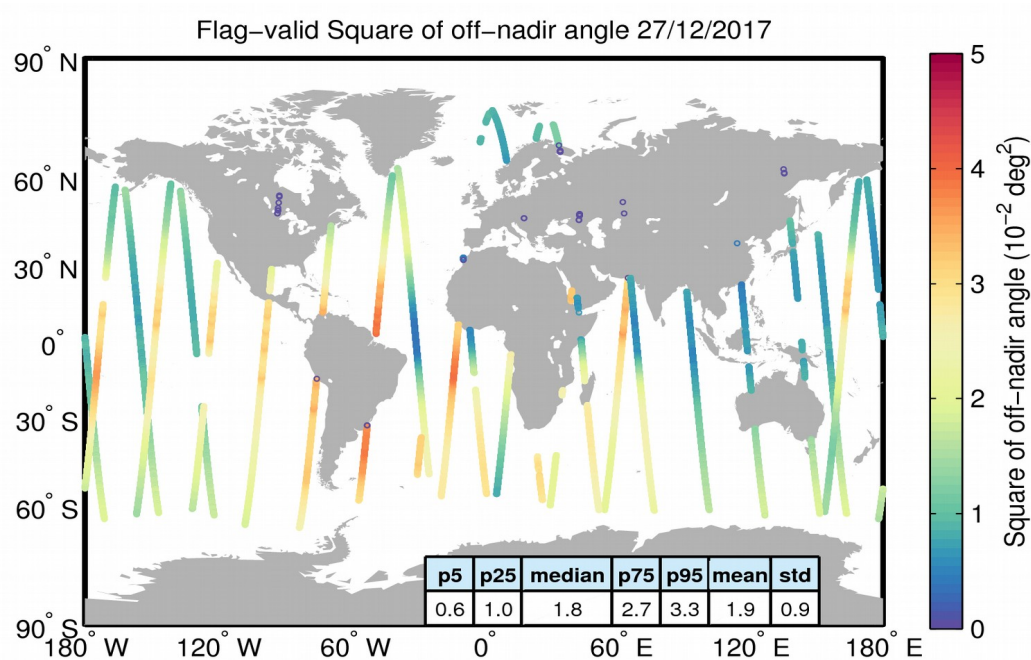 Flag−valid Square of off−nadir angle 27/12/2017
90° N
60° N
30° N
0°
30° S
60° S
90° S
180° W
120° W
60° W
0°
60° E
120° E
180° E
p5 p25 median p75 p95 mean std
0.6 1.0 1.8 2.7 3.3 1.9 0.9
5
4
3
2
1
0
Square of off−nadir angle (10⁻² deg²)